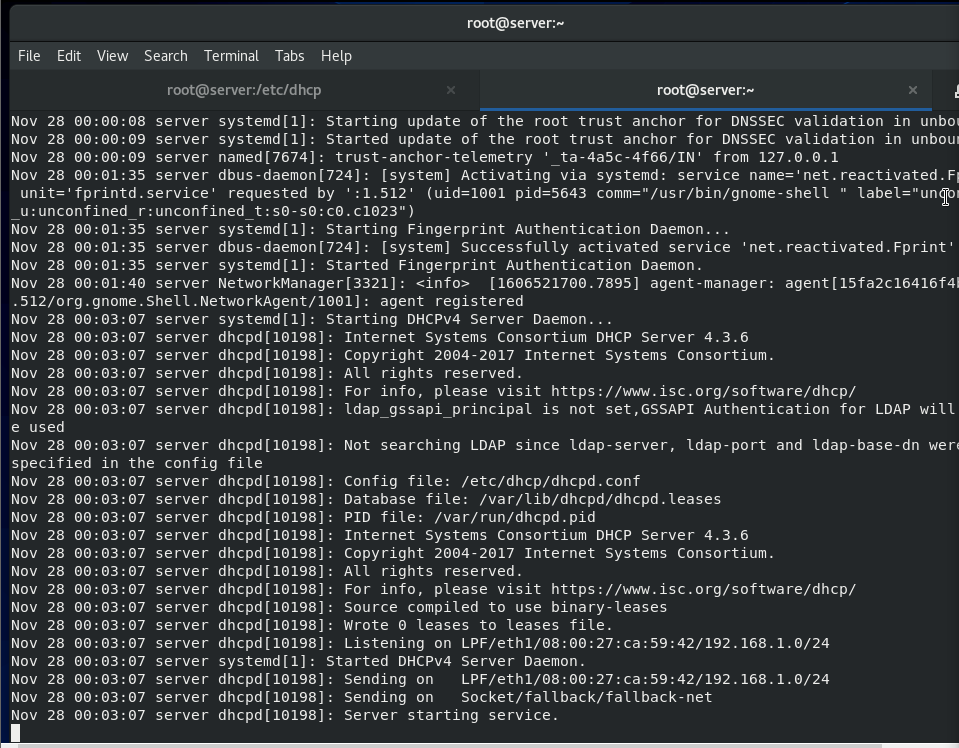 root@server:~
File Edit View Search Terminal Tabs Help
root@server:/etc/dhcp × root@server:~ ×
Nov 28 00:00:08 server systemd[1]: Starting update of the root trust anchor for DNSSEC validation in unbou
Nov 28 00:00:09 server systemd[1]: Started update of the root trust anchor for DNSSEC validation in unboun
Nov 28 00:00:09 server named[7674]: trust-anchor-telemetry '_ta-4a5c-4f66/IN' from 127.0.0.1
Nov 28 00:01:35 server dbus-daemon[724]: [system] Activating via systemd: service name='net.reactivated.Fp
unit='fprintd.service' requested by ':1.512' (uid=1001 pid=5643 comm="/usr/bin/gnome-shell " label="uncon
_u:unconfined_r:unconfined_t:s0-s0:c0.c1023")
Nov 28 00:01:35 server systemd[1]: Starting Fingerprint Authentication Daemon...
Nov 28 00:01:35 server dbus-daemon[724]: [system] Successfully activated service 'net.reactivated.Fprint'
Nov 28 00:01:35 server systemd[1]: Started Fingerprint Authentication Daemon.
Nov 28 00:01:40 server NetworkManager[3321]: <info>  [1606521700.7895] agent-manager: agent[15fa2c16416f4b
.512/org.gnome.Shell.NetworkAgent/1001]: agent registered
Nov 28 00:03:07 server systemd[1]: Starting DHCPv4 Server Daemon...
Nov 28 00:03:07 server dhcpd[10198]: Internet Systems Consortium DHCP Server 4.3.6
Nov 28 00:03:07 server dhcpd[10198]: Copyright 2004-2017 Internet Systems Consortium.
Nov 28 00:03:07 server dhcpd[10198]: All rights reserved.
Nov 28 00:03:07 server dhcpd[10198]: For info, please visit https://www.isc.org/software/dhcp/
Nov 28 00:03:07 server dhcpd[10198]: ldap_gssapi_principal is not set,GSSAPI Authentication for LDAP will
e used
Nov 28 00:03:07 server dhcpd[10198]: Not searching LDAP since ldap-server, ldap-port and ldap-base-dn were
specified in the config file
Nov 28 00:03:07 server dhcpd[10198]: Config file: /etc/dhcp/dhcpd.conf
Nov 28 00:03:07 server dhcpd[10198]: Database file: /var/lib/dhcpd/dhcpd.leases
Nov 28 00:03:07 server dhcpd[10198]: PID file: /var/run/dhcpd.pid
Nov 28 00:03:07 server dhcpd[10198]: Internet Systems Consortium DHCP Server 4.3.6
Nov 28 00:03:07 server dhcpd[10198]: Copyright 2004-2017 Internet Systems Consortium.
Nov 28 00:03:07 server dhcpd[10198]: All rights reserved.
Nov 28 00:03:07 server dhcpd[10198]: For info, please visit https://www.isc.org/software/dhcp/
Nov 28 00:03:07 server dhcpd[10198]: Source compiled to use binary-leases
Nov 28 00:03:07 server dhcpd[10198]: Wrote 0 leases to leases file.
Nov 28 00:03:07 server dhcpd[10198]: Listening on LPF/eth1/08:00:27:ca:59:42/192.168.1.0/24
Nov 28 00:03:07 server systemd[1]: Started DHCPv4 Server Daemon.
Nov 28 00:03:07 server dhcpd[10198]: Sending on   LPF/eth1/08:00:27:ca:59:42/192.168.1.0/24
Nov 28 00:03:07 server dhcpd[10198]: Sending on   Socket/fallback/fallback-net
Nov 28 00:03:07 server dhcpd[10198]: Server starting service.